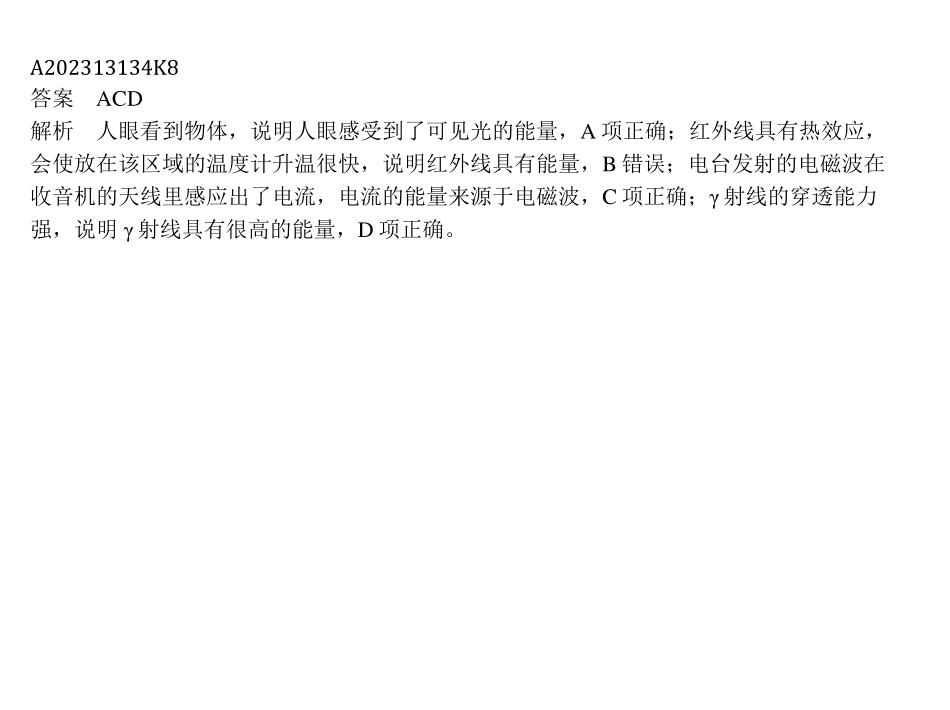 A202313134K8
答案　ACD
解析　人眼看到物体，说明人眼感受到了可见光的能量，A 项正确；红外线具有热效应，
会使放在该区域的温度计升温很快，说明红外线具有能量，B 错误；电台发射的电磁波在
收音机的天线里感应出了电流，电流的能量来源于电磁波，C 项正确；γ 射线的穿透能力
强，说明 γ 射线具有很高的能量，D 项正确。